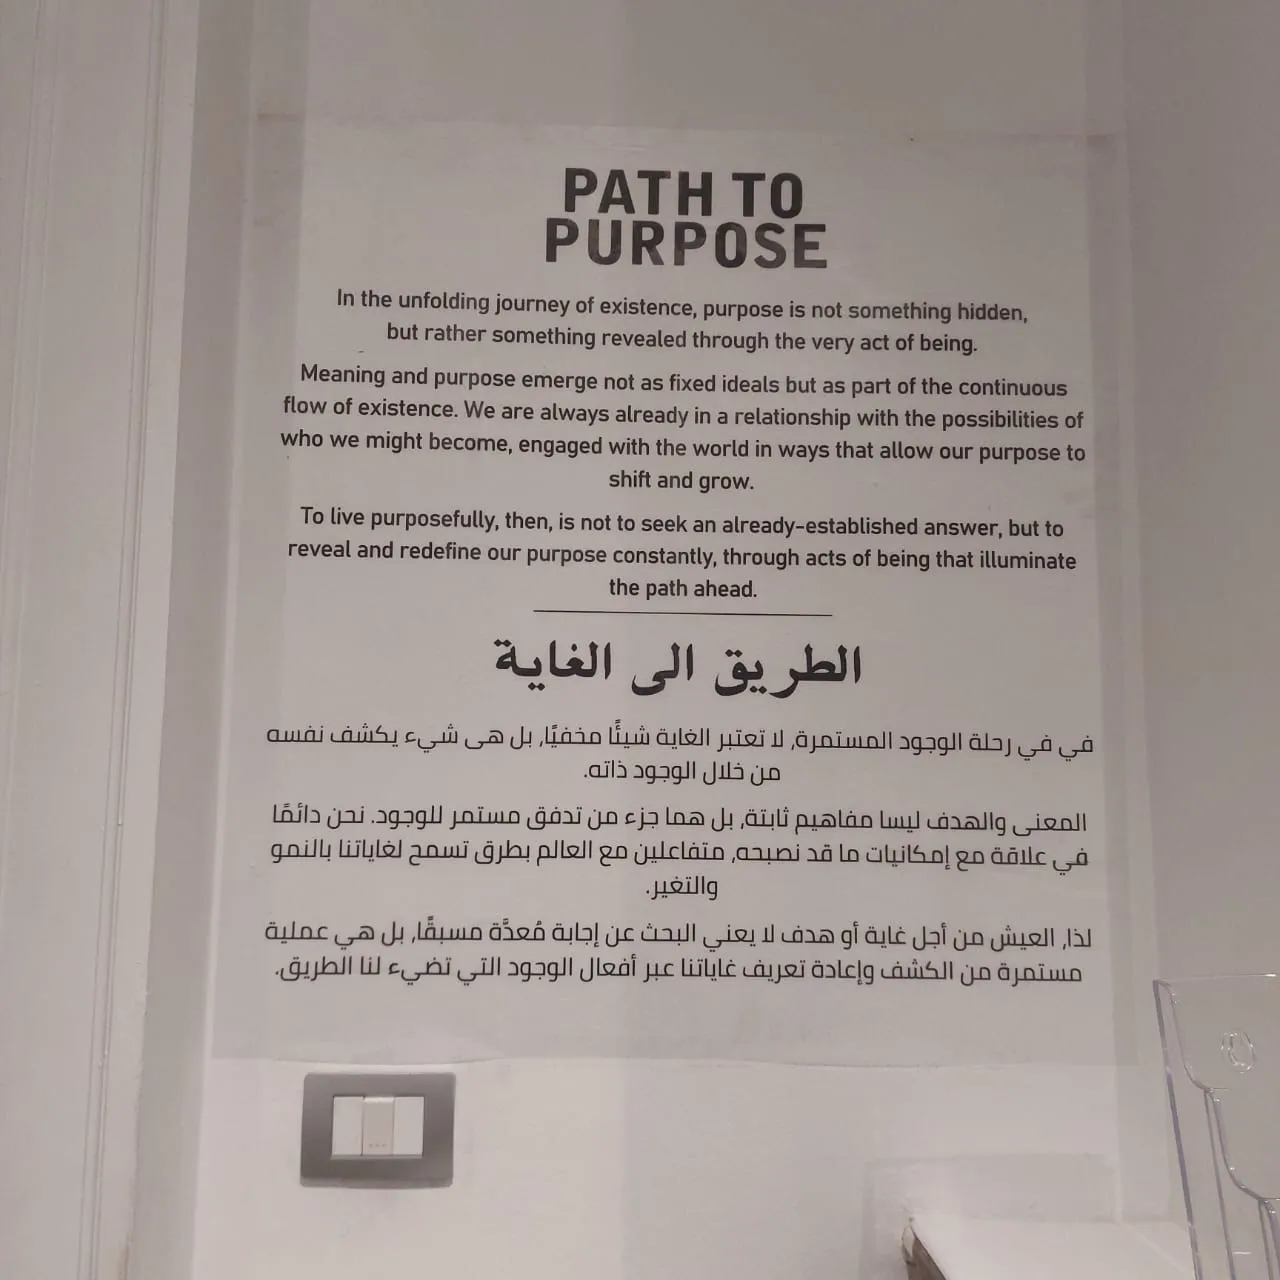 PATH TO
PURPOSE
In the unfolding journey of existence, purpose is not something hidden,
but rather something revealed through the very act of being.
Meaning and purpose emerge not as fixed ideals but as part of the continuous
flow of existence. We are always already in a relationship with the possibilities of
who we might become, engaged with the world in ways that allow our purpose to
shift and grow.
To live purposefully, then, is not to seek an already-established answer, but to
reveal and redefine our purpose constantly, through acts of being that illuminate
the path ahead.
الطريق الى الغاية
في في رحلة الوجود المستمرة, لا تعتبر الغاية شيئًا مخفيًا, بل هى شيء يكشف نفسه
من خلال الوجود ذاته.
المعنى والهدف ليسا مفاهيم ثابتة, بل هما جزء من تدفق مستمر للوجود. نحن دائمًا
في علاقة مع إمكانيات ما قد نصبحه, متفاعلين مع العالم بطرق تسمح لغاياتنا بالنمو
والتغير.
لذا, العيش من أجل غاية أو هدف لا يعني البحث عن إجابة مُعدَّة مسبقًا, بل هي عملية
مستمرة من الكشف وإعادة تعريف غاياتنا عبر أفعال الوجود التي تضيء لنا الطريق.